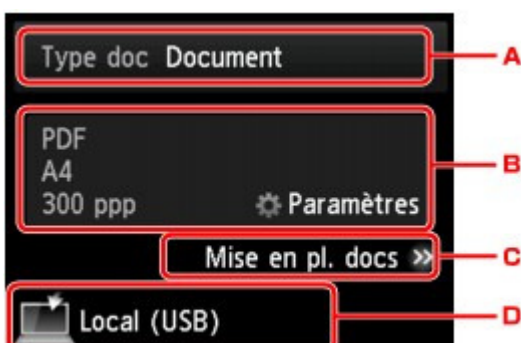 Type doc Document A
PDF
A4 B
300 ppp Paramètres
Mise en pl. docs C
Local (USB) D